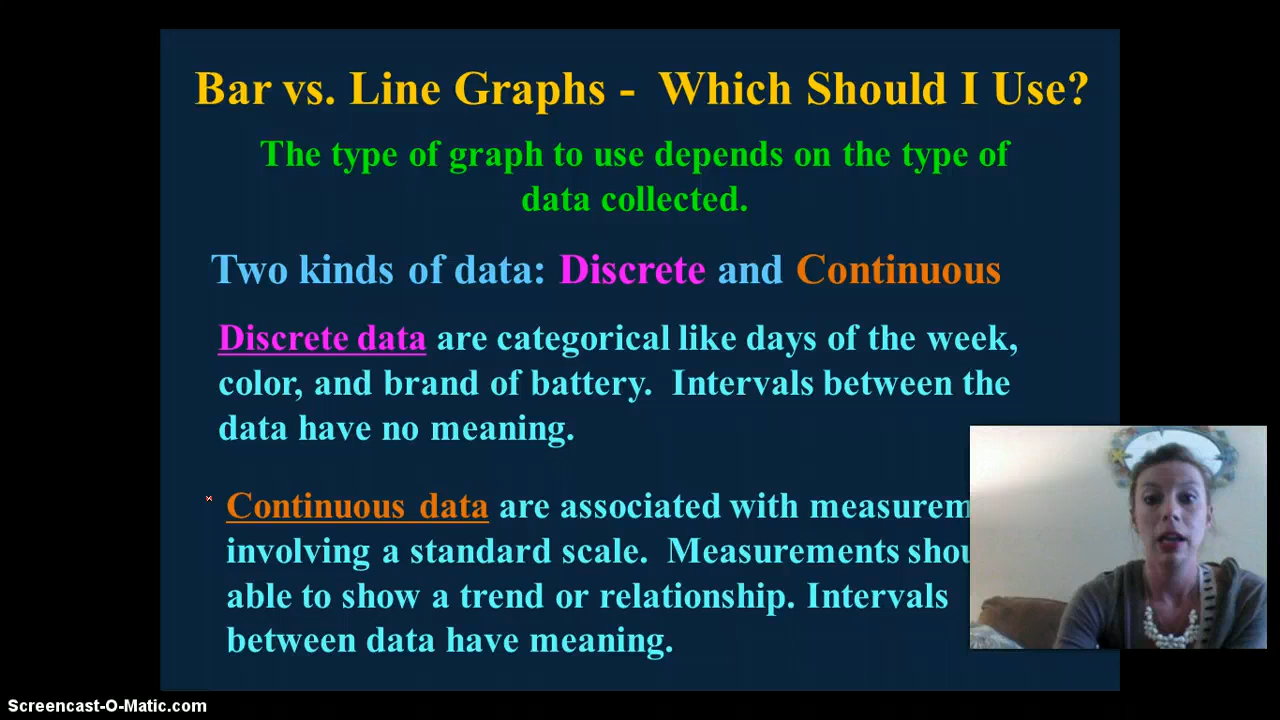 Bar vs. Line Graphs - Which Should I Use?
The type of graph to use depends on the type of
data collected.
Two kinds of data: Discrete and Continuous
Discrete data are categorical like days of the week,
color, and brand of battery. Intervals between the
data have no meaning.
Continuous data are associated with
involving a standard scale. Measurements
able to show a trend or relationship. Intervals
between data have meaning.
Screencast-O-Matic.com